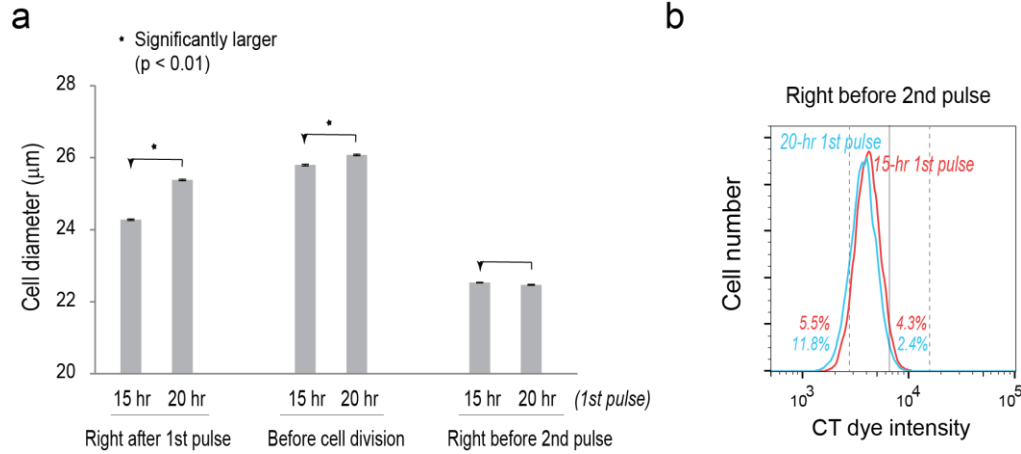 a
* Significantly larger
(p < 0.01)
Cell diameter (μm)
28
26
24
22
20
*
*
15 hr 20 hr 15 hr 20 hr 15 hr 20 hr (1st pulse)
Right after 1st pulse Before cell division Right before 2nd pulse
b
Right before 2nd pulse
20-hr 1st pulse
15-hr 1st pulse
Cell number
5.5% 4.3%
11.8% 2.4%
10³ 10⁴ 10⁵
CT dye intensity